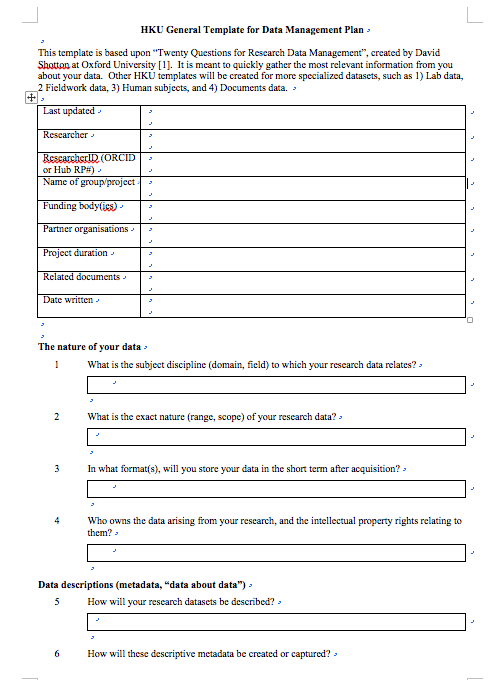 HKU General Template for Data Management Plan
This template is based upon “Twenty Questions for Research Data Management”, created by David
Shotton at Oxford University [1].  It is meant to quickly gather the most relevant information from you
about your data.  Other HKU templates will be created for more specialized datasets, such as 1) Lab data,
2 Fieldwork data, 3) Human subjects, and 4) Documents data.
Last updated
Researcher
ResearcherID (ORCID
or Hub RP#)
Name of group/project
Funding body(ies)
Partner organisations
Project duration
Related documents
Date written
The nature of your data
1 What is the subject discipline (domain, field) to which your research data relates?
2 What is the exact nature (range, scope) of your research data?
3 In what format(s), will you store your data in the short term after acquisition?
4 Who owns the data arising from your research, and the intellectual property rights relating to
them?
Data descriptions (metadata, “data about data”)
5 How will your research datasets be described?
6 How will these descriptive metadata be created or captured?